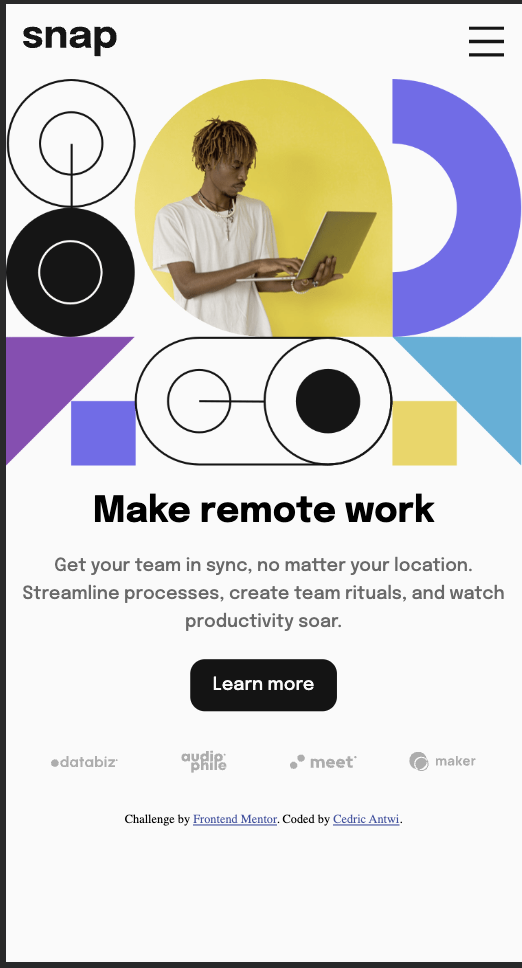 snap
Make remote work
Get your team in sync, no matter your location.
Streamline processes, create team rituals, and watch
productivity soar.
Learn more
databiz
audiophile
meet
maker
Challenge by Frontend Mentor. Coded by Cedric Antwi.